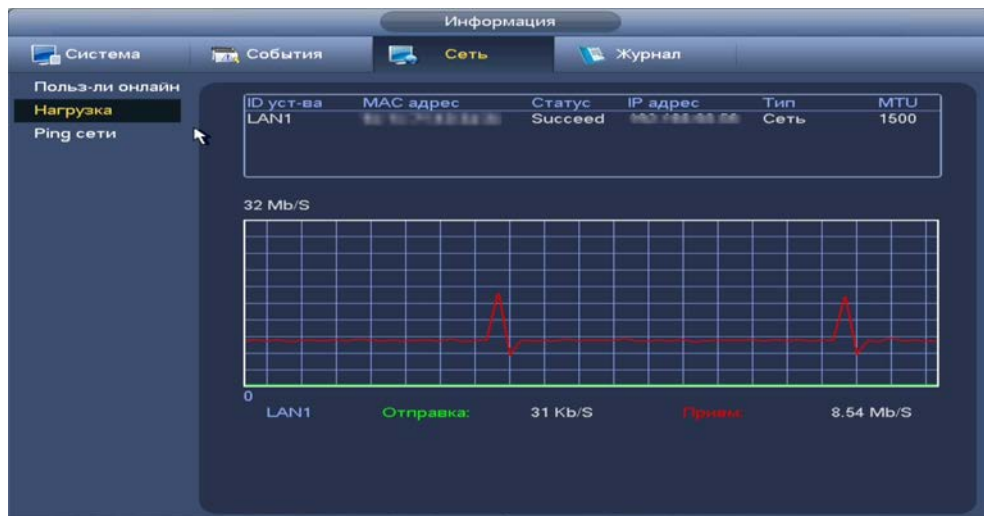 Информация
Система События Сеть Журнал
Польз-ли онлайн
Нагрузка
Ping сети
ID уст-ва MAC адрес Статус IP адрес Тип MTU
LAN1 Succeed Сеть 1500
32 Mb/S
0
LAN1 Отправка: 31 Kb/S Прием: 8.54 Mb/S